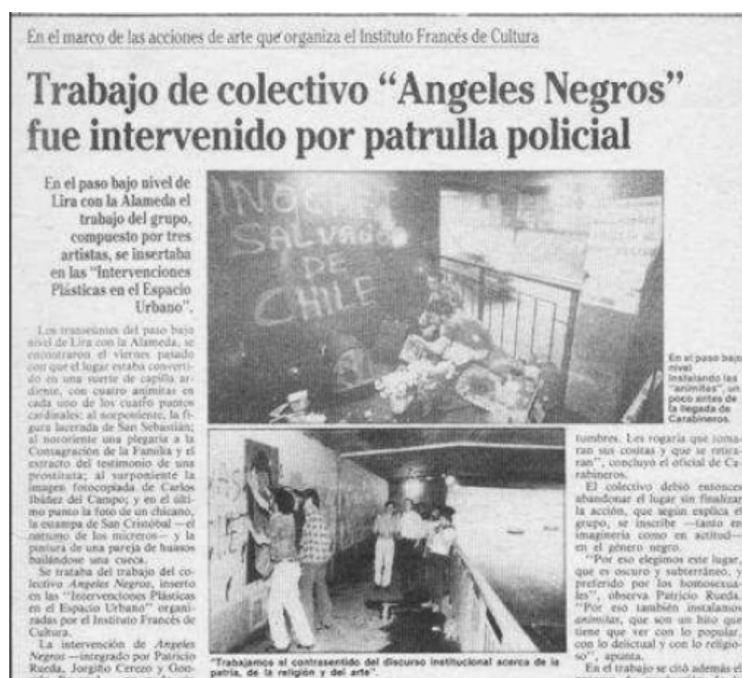 En el marco de las acciones de arte que organiza el Instituto Francés de Cultura
Trabajo de colectivo “Angeles Negros”
fue intervenido por patrulla policial
En el paso bajo nivel de
Lira con la Alameda el
trabajo del grupo,
compuesto por tres
artistas, se insertaba
en las “Intervenciones
Plásticas en el Espacio
Urbano”.
INOCHET
SALVADO
DE
CHILE
Los transeúntes del paso bajo
nivel de Lira con la Alameda, se
encontraron el viernes pasado
con que el lugar estaba converti-
do en una suerte de capilla ar-
diente, con cuatro animitas en
cada uno de los cuatro puntos
cardinales: al norponiente, la fi-
gura lacerada de San Sebastián;
al nororiente una plegaria a la
Consagración de la Familia y el
extracto del testimonio de una
prostituta; al surponiente la
imagen fotocopiada de Carlos
Ibáñez del Campo; y en el últi-
mo punto la foto de un chicano,
la estampa de San Cristóbal —el
patrono de los micreros— y la
pintura de una pareja de huasos
bailándose una cueca.
Se trataba del trabajo del co-
lectivo Angeles Negros, inserto
en las “Intervenciones Plásticas
en el Espacio Urbano” organi-
zadas por el Instituto Francés de
Cultura.
La intervención de Angeles
Negros —integrado por Patricio
Rueda, Jorgito Cerezo y Gon-
En el paso bajo
nivel
instalando las
“animitas”, un
poco antes de
la llegada de
Carabineros.
“Trabajamos al contrasentido del discurso institucional acerca de la
patria, de la religión y del arte”.
tumbres. Les rogaría que toma-
ran sus cositas y que se retira-
ran”, concluyó el oficial de Ca-
rabineros.
El colectivo debió entonces
abandonar el lugar sin finalizar
la acción, que según explica el
grupo, se inscribe —tanto en
imaginería como en actitud—
en el género negro.
“Por eso elegimos este lugar,
que es oscuro y subterráneo, y
preferido por los homosexua-
les”, observa Patricio Rueda.
“Por eso también instalamos
animitas, que son un hito que
tiene que ver con lo popular,
con lo delictual y con lo religio-
so”, apunta.
En el trabajo se citó además el